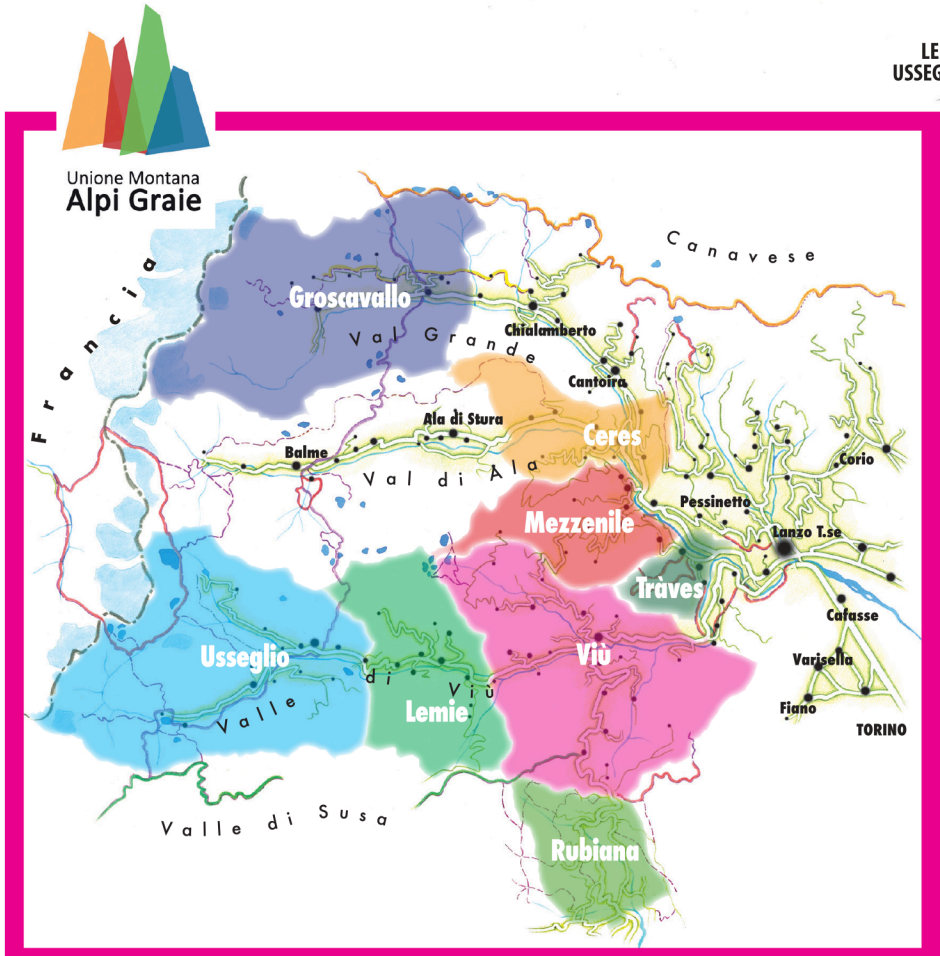 LE
USSEG
Unione Montana
Alpi Graie
Francia
Canavese
Groscavallo
Val Grande
Chialamberto
Cantoira
Ala di Stura
Balme
Ceres
Val di Ala
Corio
Pessinetto
Mezzenile
Lanzo T.se
Tràves
Cafasse
Usseglio
Viù
Varisella
Valle di Viù
Lemie
Fiano
TORINO
Valle di Susa
Rubiana